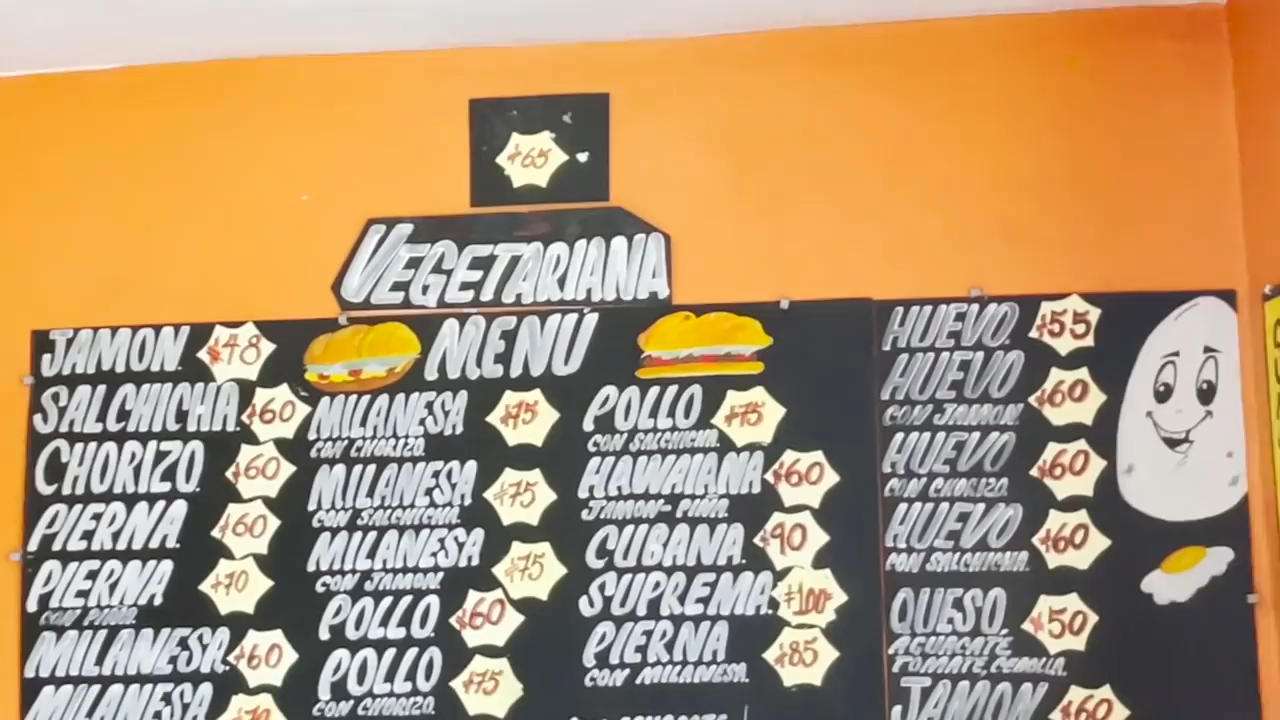 $65
VEGETARIANA
MENÚ
JAMON. $48
SALCHICHA. $60
CHORIZO. $60
PIERNA. $60
PIERNA $70
CON PIÑA.
MILANESA. $60
MILANESA $70
MILANESA $75
CON CHORIZO.
MILANESA $75
CON SALCHICHA.
MILANESA $75
CON JAMON.
POLLO. $60
POLLO $75
CON CHORIZO.
POLLO $75
CON SALCHICHA.
HAWAIANA $60
JAMON-PIÑA.
CUBANA. $90
SUPREMA. $100
PIERNA $85
CON MILANESA.
HUEVO. $55
HUEVO $60
CON JAMON.
HUEVO $60
CON CHORIZO.
HUEVO $60
CON SALCHICHA.
QUESO, $50
AGUACATE,
TOMATE, CEBOLLA.
JAMON $60